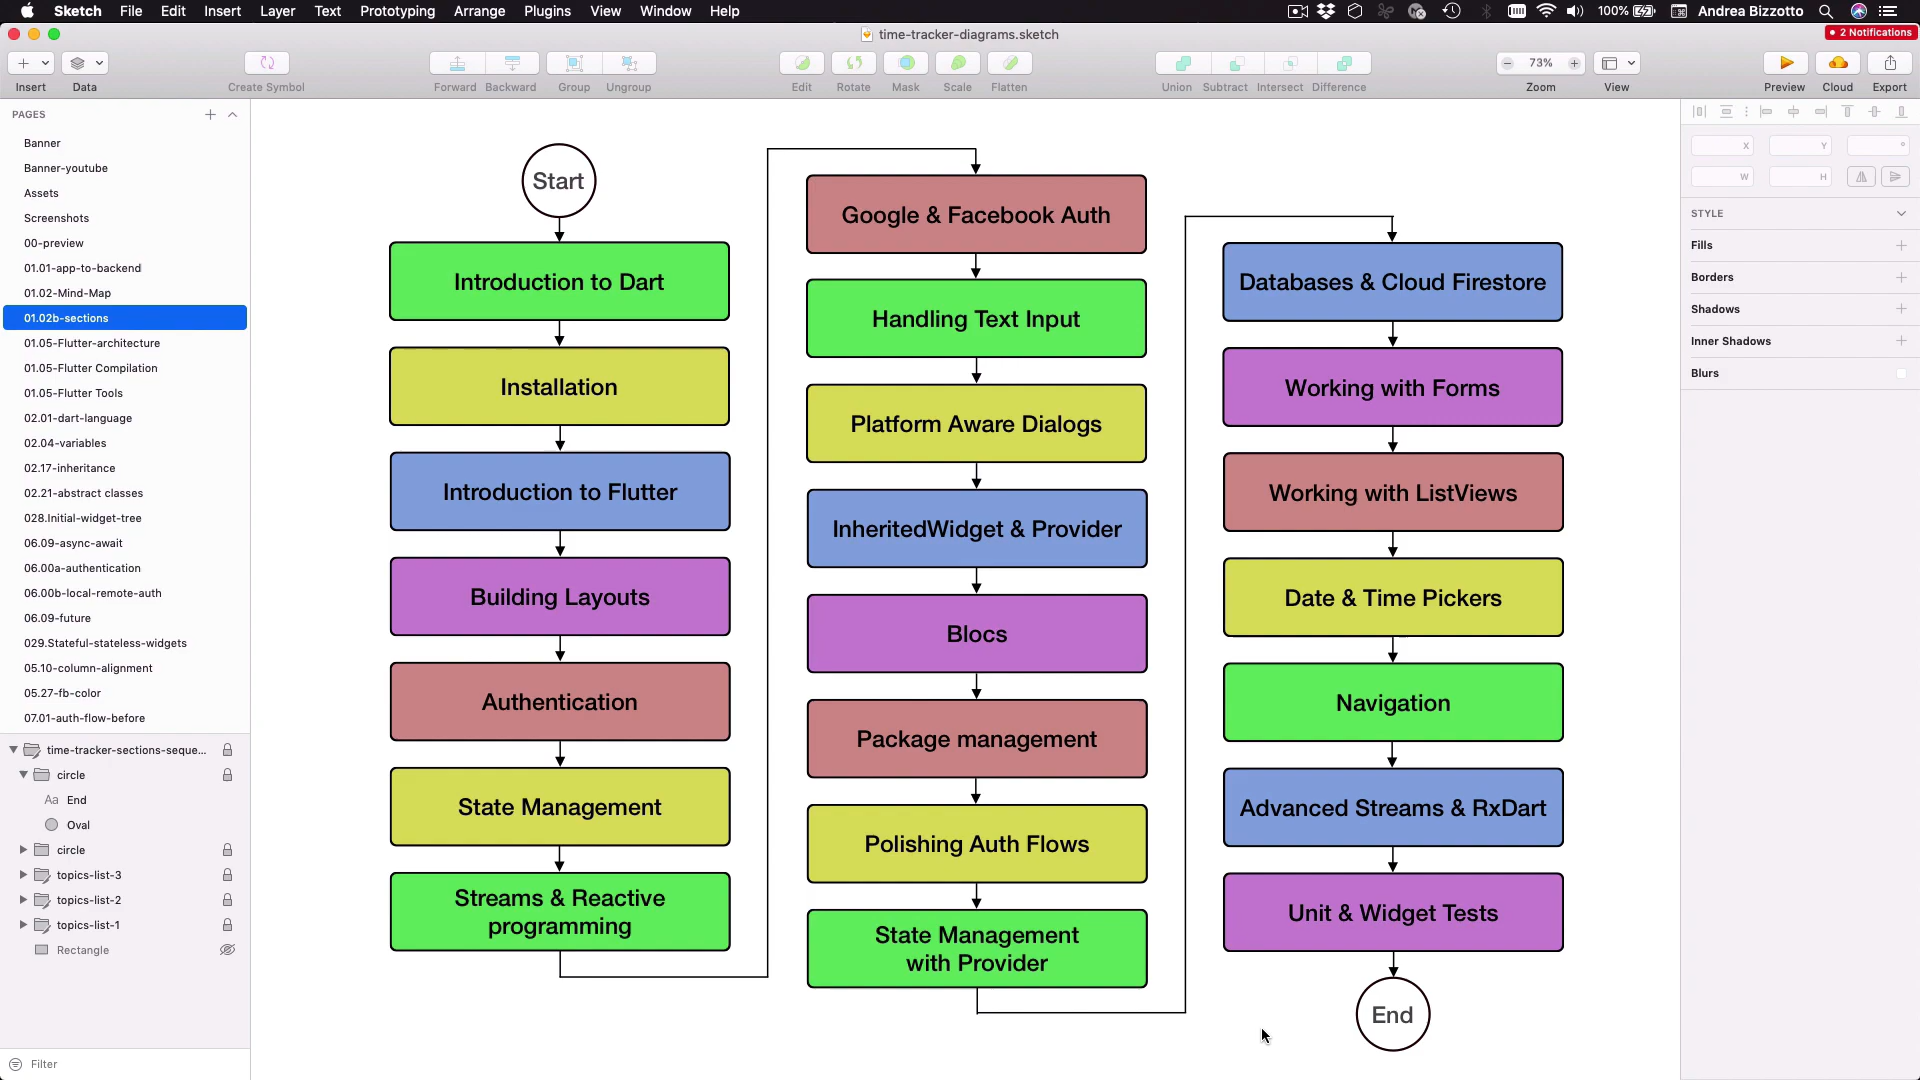 Sketch File Edit Insert Layer Text Prototyping Arrange Plugins View Window Help
100% Andrea Bizzotto
time-tracker-diagrams.sketch
2 Notifications
73%
Insert Data Create Symbol Forward Backward Group Ungroup Edit Rotate Mask Scale Flatten Union Subtract Intersect Difference Zoom View Preview Cloud Export
PAGES
Banner
Banner-youtube
Assets
Screenshots
00-preview
01.01-app-to-backend
01.02-Mind-Map
01.02b-sections
01.05-Flutter-architecture
01.05-Flutter Compilation
01.05-Flutter Tools
02.01-dart-language
02.04-variables
02.17-inheritance
02.21-abstract classes
028.Initial-widget-tree
06.09-async-await
06.00a-authentication
06.00b-local-remote-auth
06.09-future
029.Stateful-stateless-widgets
05.10-column-alignment
05.27-fb-color
07.01-auth-flow-before
time-tracker-sections-seque...
circle
Aa End
Oval
circle
topics-list-3
topics-list-2
topics-list-1
Rectangle
Filter
Start
Introduction to Dart
Installation
Introduction to Flutter
Building Layouts
Authentication
State Management
Streams & Reactive
programming
Google & Facebook Auth
Handling Text Input
Platform Aware Dialogs
InheritedWidget & Provider
Blocs
Package management
Polishing Auth Flows
State Management
with Provider
Databases & Cloud Firestore
Working with Forms
Working with ListViews
Date & Time Pickers
Navigation
Advanced Streams & RxDart
Unit & Widget Tests
End
X Y °
W H
STYLE
Fills
Borders
Shadows
Inner Shadows
Blurs